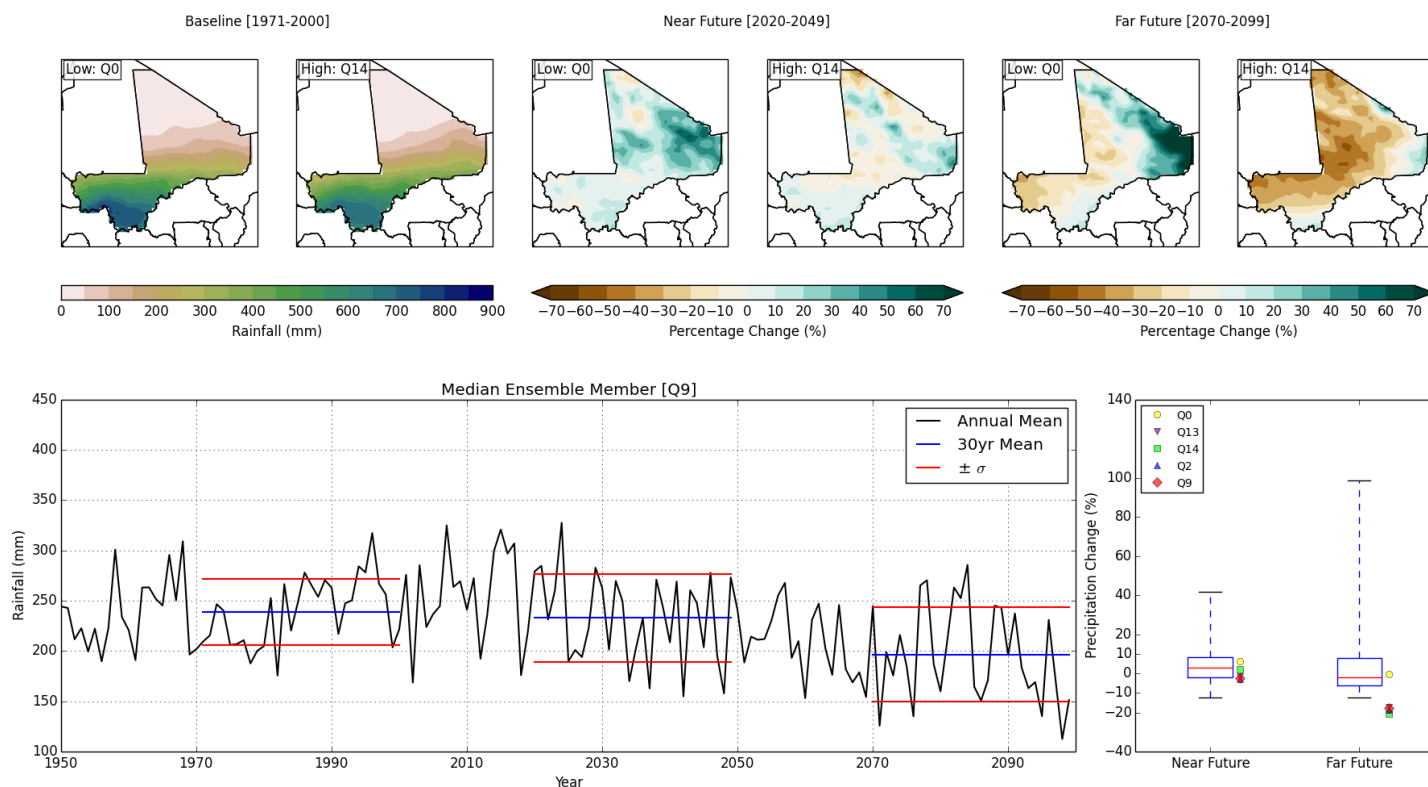 Baseline [1971-2000]
Near Future [2020-2049]
Far Future [2070-2099]
Low: Q0
High: Q14
Low: Q0
High: Q14
Low: Q0
High: Q14
0 100 200 300 400 500 600 700 800 900
Rainfall (mm)
−70 −60 −50 −40 −30 −20 −10 0 10 20 30 40 50 60 70
Percentage Change (%)
−70 −60 −50 −40 −30 −20 −10 0 10 20 30 40 50 60 70
Percentage Change (%)
Median Ensemble Member [Q9]
450
400
350
300
250
200
150
100
Rainfall (mm)
1950 1970 1990 2010 2030 2050 2070 2090
Year
Annual Mean
30yr Mean
± σ
140
100
80
60
40
20
10
0
−10
−20
−40
Precipitation Change (%)
Q0
Q13
Q14
Q2
Q9
Near Future
Far Future